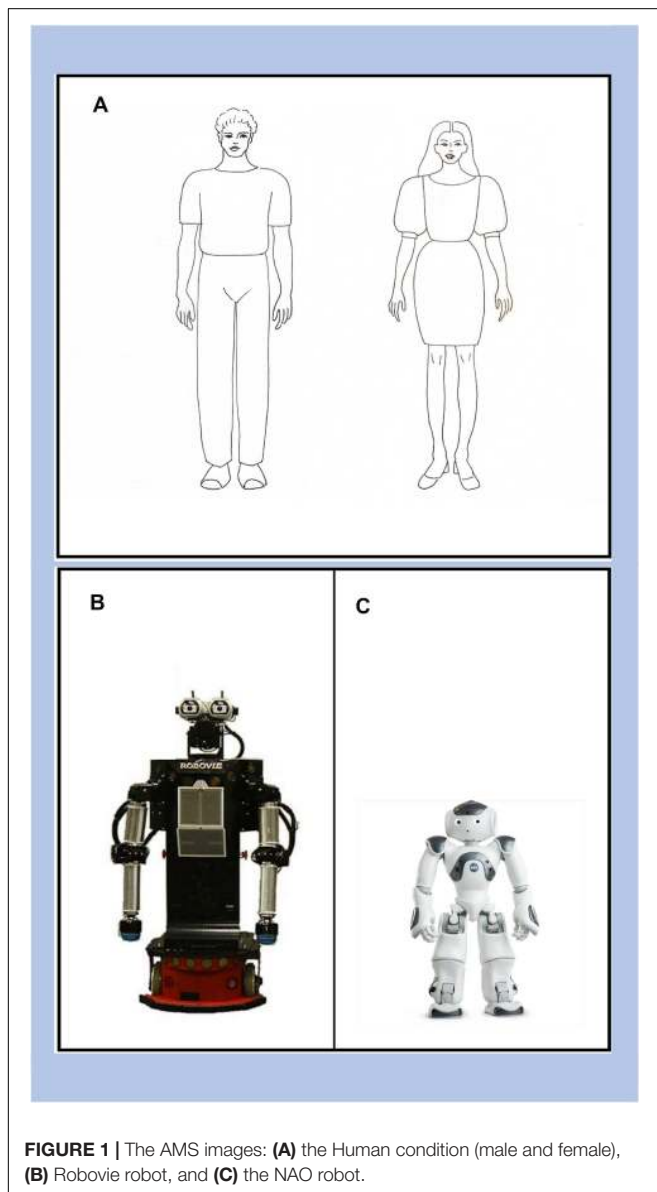 A
B
C
ROBOVIE
FIGURE 1 | The AMS images: (A) the Human condition (male and female),
(B) Robovie robot, and (C) the NAO robot.